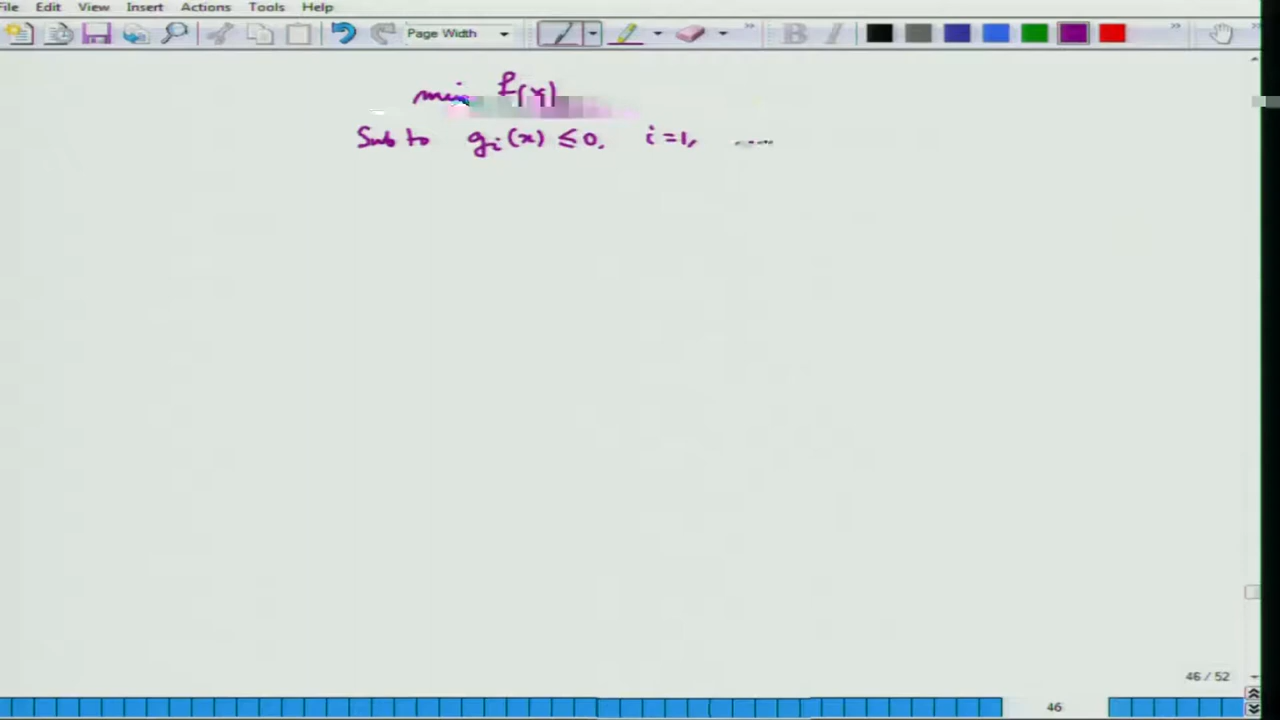 File Edit View Insert Actions Tools Help
Page Width
min f(x)
Sub to gi(x) ≤ 0, i = 1, ....
46 / 52
46